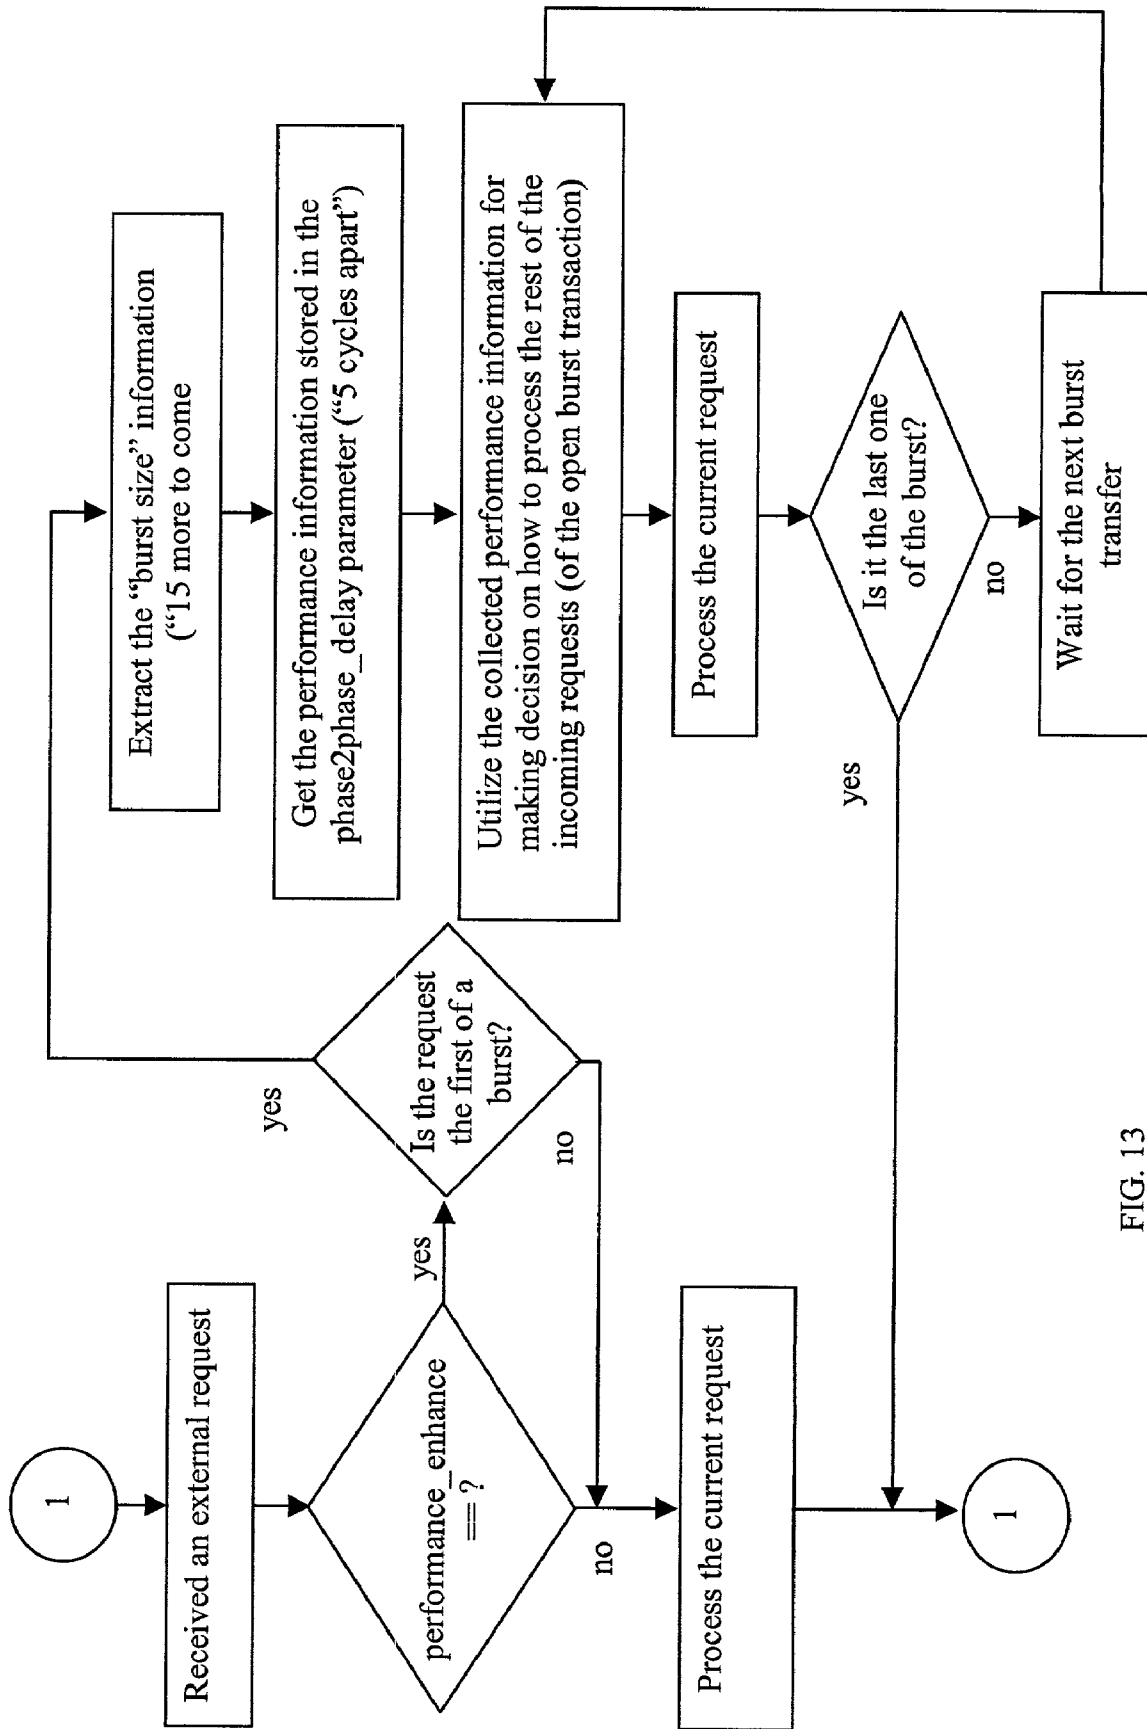 1
Received an external request
performance_enhance
==?
yes
no
Process the current request
1
Is the request
the first of a
burst?
yes
no
Extract the “burst size” information
(“15 more to come
Get the performance information stored in the
phase2phase_delay parameter (“5 cycles apart”)
Utilize the collected performance information for
making decision on how to process the rest of the
incoming requests (of the open burst transaction)
Process the current request
Is it the last one
of the burst?
yes
no
Wait for the next burst
transfer
FIG. 13